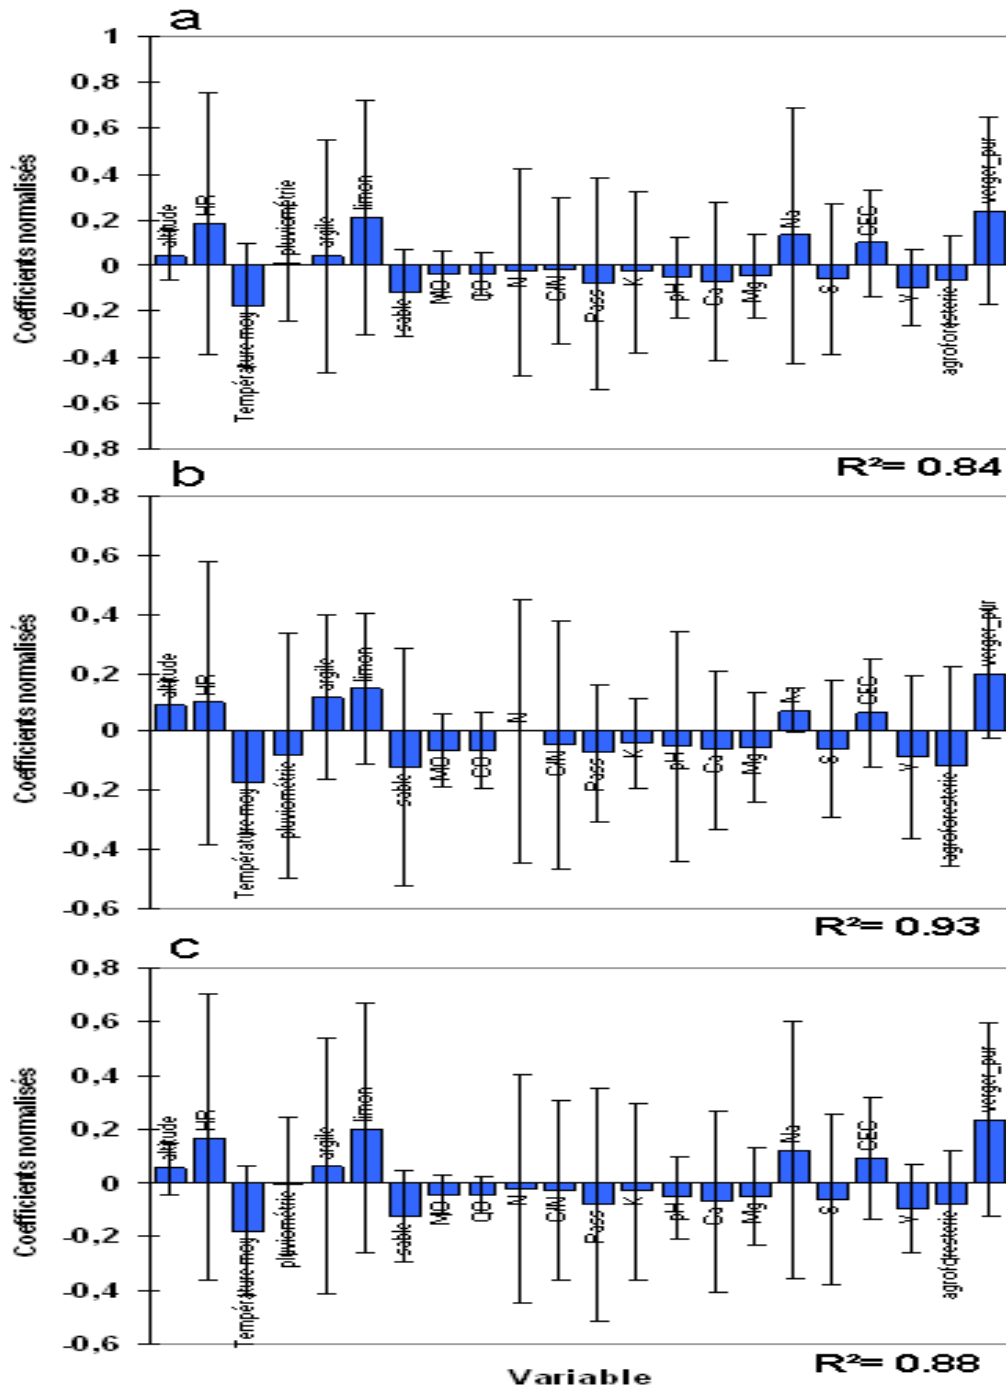 a
Coefficients normalisés
1
0,8
0,6
0,4
0,2
0
-0,2
-0,4
-0,6
-0,8
altitude
HR
Température moy
pluviométrie
argile
limon
sable
MO
CO
N
C/N
Pass
K
pH
Ca
Mg
Na
S
CEC
V
agroforesterie
verger_pur
R²= 0.84
b
Coefficients normalisés
0,8
0,6
0,4
0,2
0
-0,2
-0,4
-0,6
altitude
HR
Température moy
pluviométrie
argile
limon
sable
MO
CO
N
C/N
Pass
K
pH
Ca
Mg
Na
S
CEC
V
agroforesterie
verger_pur
R²= 0.93
c
Coefficients normalisés
0,8
0,6
0,4
0,2
0
-0,2
-0,4
-0,6
altitude
HR
Température moy
pluviométrie
argile
limon
sable
MO
CO
N
C/N
Pass
K
pH
Ca
Mg
Na
S
CEC
V
agroforesterie
verger_pur
Variable
R²= 0.88